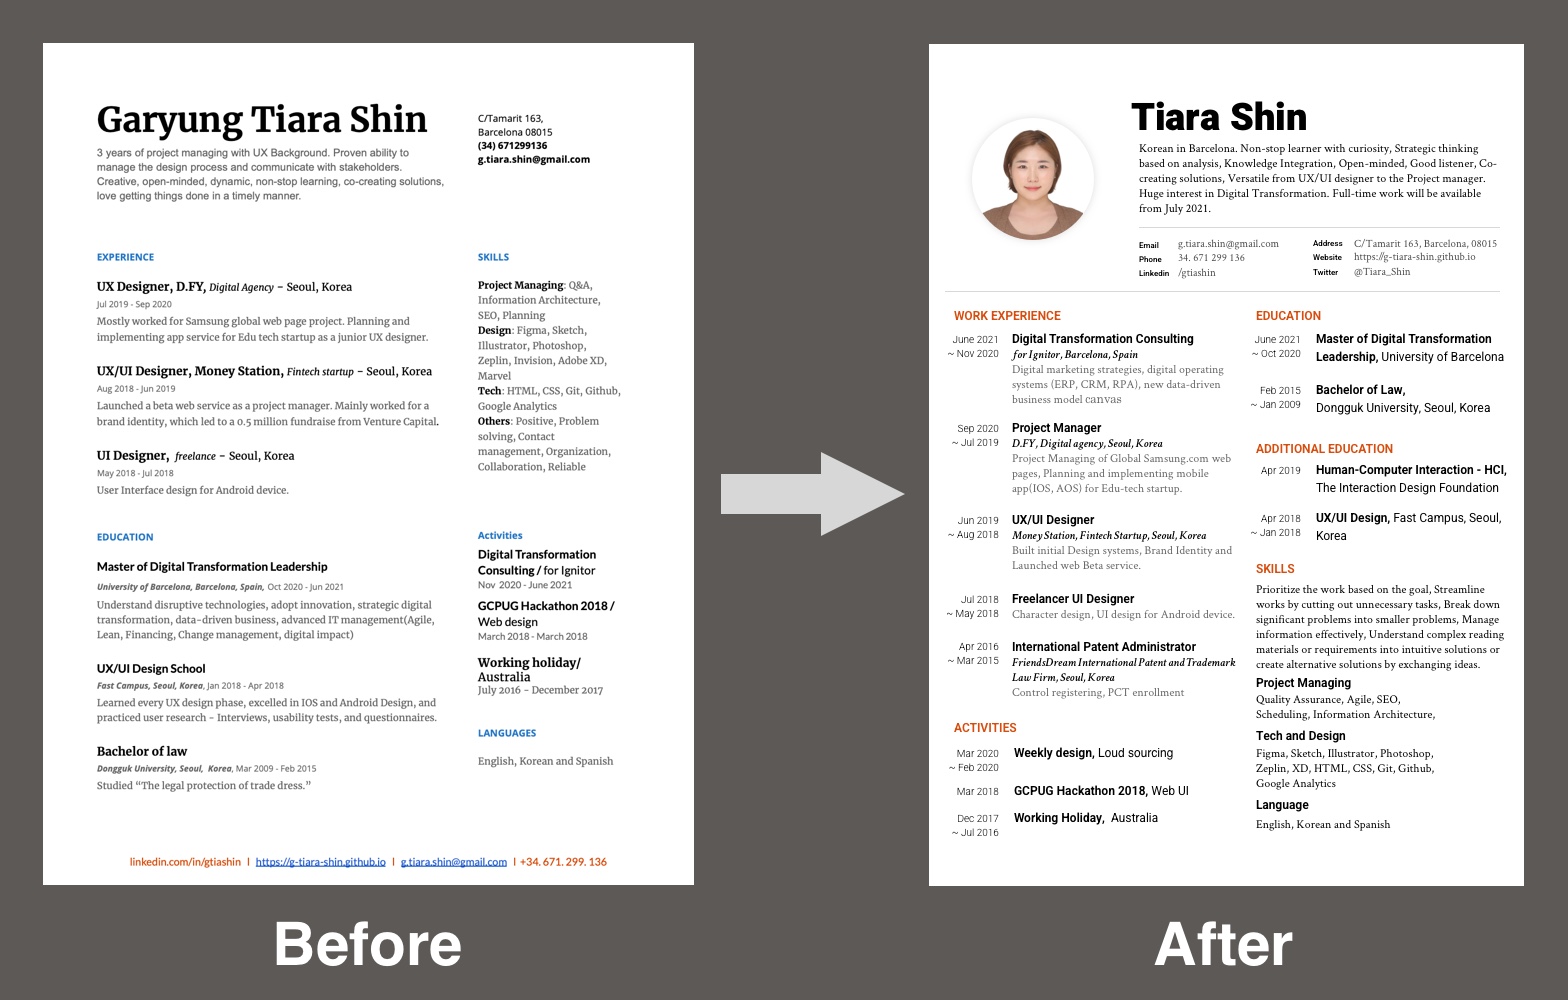 Garyung Tiara Shin
3 years of project managing with UX Background. Proven ability to
manage the design process and communicate with stakeholders.
Creative, open-minded, dynamic, non-stop learning, co-creating solutions,
love getting things done in a timely manner.
C/Tamarit 163,
Barcelona 08015
(34) 671299136
g.tiara.shin@gmail.com
EXPERIENCE
UX Designer, D.FY, Digital Agency – Seoul, Korea
Jul 2019 - Sep 2020
Mostly worked for Samsung global web page project. Planning and
implementing app service for Edu tech startup as a junior UX designer.
UX/UI Designer, Money Station, Fintech startup – Seoul, Korea
Aug 2018 - Jun 2019
Launched a beta web service as a project manager. Mainly worked for a
brand identity, which led to a 0.5 million fundraise from Venture Capital.
UI Designer, freelance – Seoul, Korea
May 2018 - Jul 2018
User Interface design for Android device.
EDUCATION
Master of Digital Transformation Leadership
University of Barcelona, Barcelona, Spain, Oct 2020 - Jun 2021
Understand disruptive technologies, adopt innovation, strategic digital
transformation, data-driven business, advanced IT management(Agile,
Lean, Financing, Change management, digital impact)
UX/UI Design School
Fast Campus, Seoul, Korea, Jan 2018 - Apr 2018
Learned every UX design phase, excelled in IOS and Android Design, and
practiced user research - Interviews, usability tests, and questionnaires.
Bachelor of law
Dongguk University, Seoul, Korea, Mar 2009 - Feb 2015
Studied “The legal protection of trade dress.”
SKILLS
Project Managing: Q&A,
Information Architecture,
SEO, Planning
Design: Figma, Sketch,
Illustrator, Photoshop,
Zeplin, Invision, Adobe XD,
Marvel
Tech: HTML, CSS, Git, Github,
Google Analytics
Others: Positive, Problem
solving, Contact
management, Organization,
Collaboration, Reliable
Activities
Digital Transformation
Consulting / for Ignitor
Nov 2020 - June 2021
GCPUG Hackathon 2018 /
Web design
March 2018 - March 2018
Working holiday/
Australia
July 2016 - December 2017
LANGUAGES
English, Korean and Spanish
linkedin.com/in/gtiashin I https://g-tiara-shin.github.io I g.tiara.shin@gmail.com I +34. 671. 299. 136
Before
Tiara Shin
Korean in Barcelona. Non-stop learner with curiosity, Strategic thinking
based on analysis, Knowledge Integration, Open-minded, Good listener, Co-
creating solutions, Versatile from UX/UI designer to the Project manager.
Huge interest in Digital Transformation. Full-time work will be available
from July 2021.
Email g.tiara.shin@gmail.com
Phone 34. 671 299 136
Linkedin /gtiashin
Address C/Tamarit 163, Barcelona, 08015
Website https://g-tiara-shin.github.io
Twitter @Tiara_Shin
WORK EXPERIENCE
June 2021 Digital Transformation Consulting
~ Nov 2020 for Ignitor, Barcelona, Spain
Digital marketing strategies, digital operating
systems (ERP, CRM, RPA), new data-driven
business model canvas
Sep 2020 Project Manager
~ Jul 2019 D.FY, Digital agency, Seoul, Korea
Project Managing of Global Samsung.com web
pages, Planning and implementing mobile
app(IOS, AOS) for Edu-tech startup.
Jun 2019 UX/UI Designer
~ Aug 2018 Money Station, Fintech Startup, Seoul, Korea
Built initial Design systems, Brand Identity and
Launched web Beta service.
Jul 2018 Freelancer UI Designer
~ May 2018 Character design, UI design for Android device.
Apr 2016 International Patent Administrator
~ Mar 2015 FriendsDream International Patent and Trademark
Law Firm, Seoul, Korea
Control registering, PCT enrollment
ACTIVITIES
Mar 2020 Weekly design, Loud sourcing
~ Feb 2020
Mar 2018 GCPUG Hackathon 2018, Web UI
Dec 2017 Working Holiday, Australia
~ Jul 2016
EDUCATION
June 2021 Master of Digital Transformation
~ Oct 2020 Leadership, University of Barcelona
Feb 2015 Bachelor of Law,
~ Jan 2009 Dongguk University, Seoul, Korea
ADDITIONAL EDUCATION
Apr 2019 Human-Computer Interaction - HCI,
The Interaction Design Foundation
Apr 2018 UX/UI Design, Fast Campus, Seoul,
~ Jan 2018 Korea
SKILLS
Prioritize the work based on the goal, Streamline
works by cutting out unnecessary tasks, Break down
significant problems into smaller problems, Manage
information effectively, Understand complex reading
materials or requirements into intuitive solutions or
create alternative solutions by exchanging ideas.
Project Managing
Quality Assurance, Agile, SEO,
Scheduling, Information Architecture,
Tech and Design
Figma, Sketch, Illustrator, Photoshop,
Zeplin, XD, HTML, CSS, Git, Github,
Google Analytics
Language
English, Korean and Spanish
After